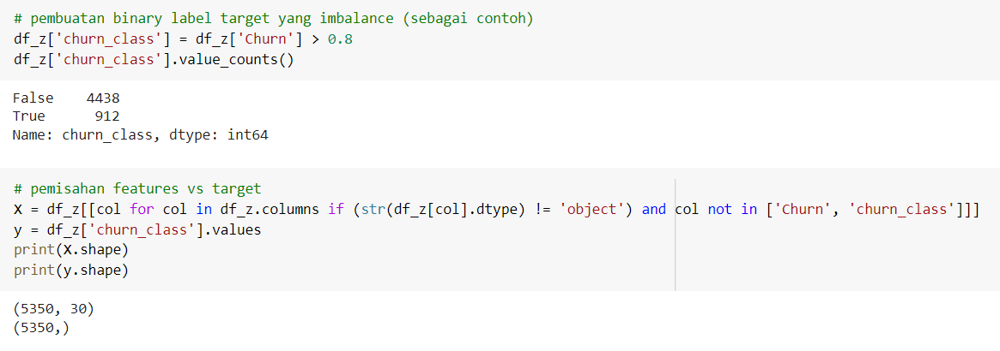 # pembuatan binary label target yang imbalance (sebagai contoh)
df_z['churn_class'] = df_z['Churn'] > 0.8
df_z['churn_class'].value_counts()
False    4438
True      912
Name: churn_class, dtype: int64
# pemisahan features vs target
X = df_z[[col for col in df_z.columns if (str(df_z[col].dtype) != 'object') and col not in ['Churn', 'churn_class']]]
y = df_z['churn_class'].values
print(X.shape)
print(y.shape)
(5350, 30)
(5350,)